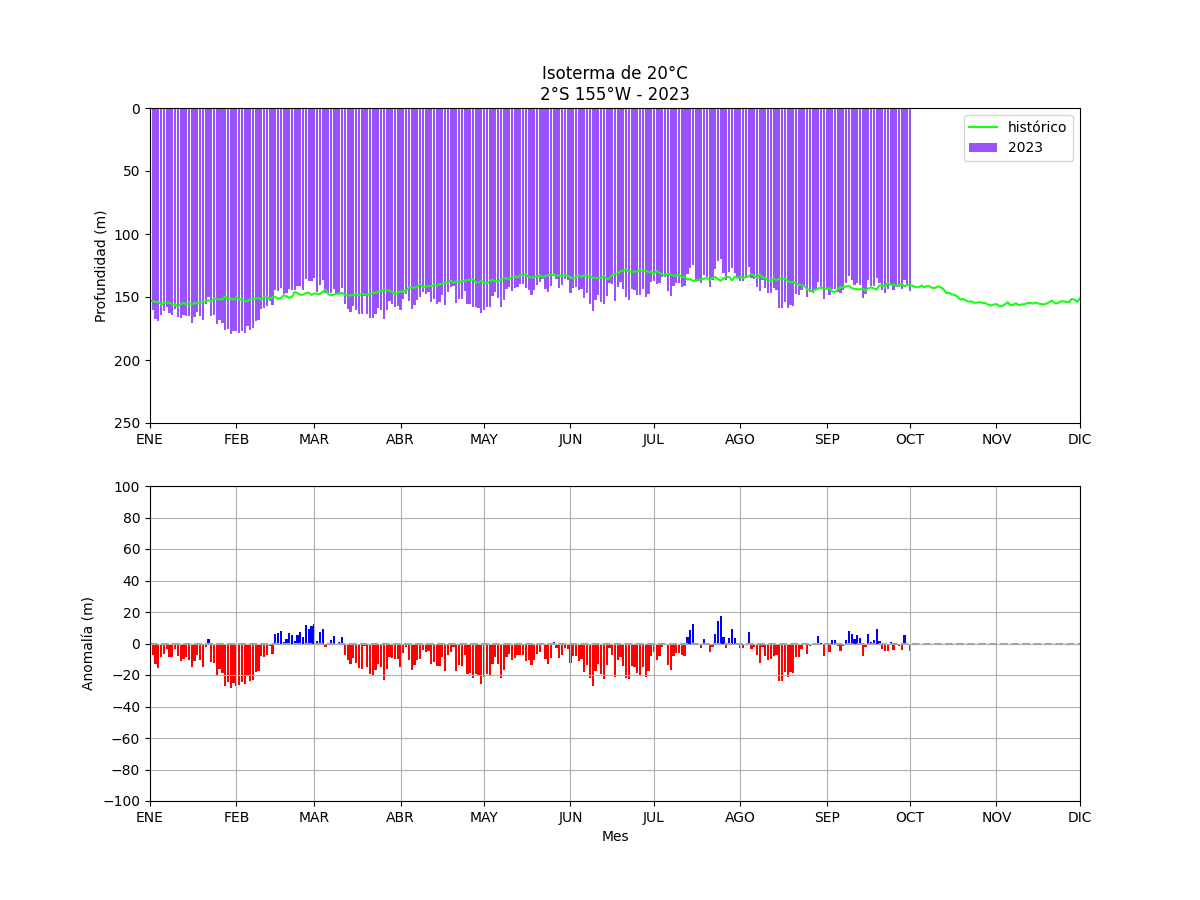 Isoterma de 20°C
2°S 155°W - 2023
histórico
2023
Profundidad (m)
0
50
100
150
200
250
ENE FEB MAR ABR MAY JUN JUL AGO SEP OCT NOV DIC
Anomalía (m)
100
80
60
40
20
0
−20
−40
−60
−80
−100
ENE FEB MAR ABR MAY JUN JUL AGO SEP OCT NOV DIC
Mes